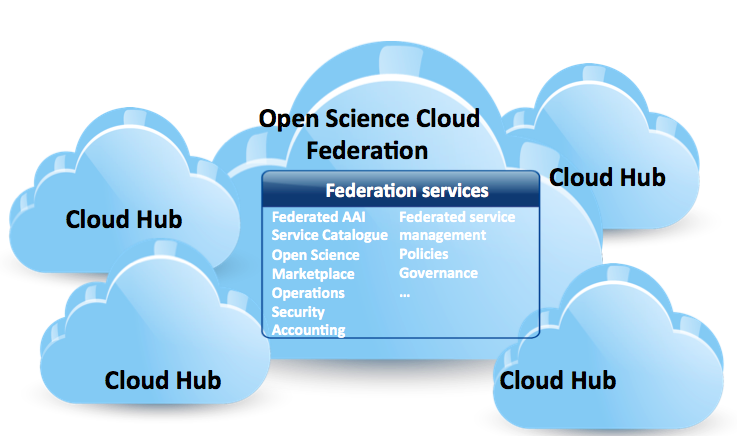 Open Science Cloud
Federation
Cloud Hub
Cloud Hub
Federation services
Federated AAI
Service Catalogue
Open Science
Marketplace
Operations
Security
Accounting
Federated service
management
Policies
Governance
...
Cloud Hub
Cloud Hub